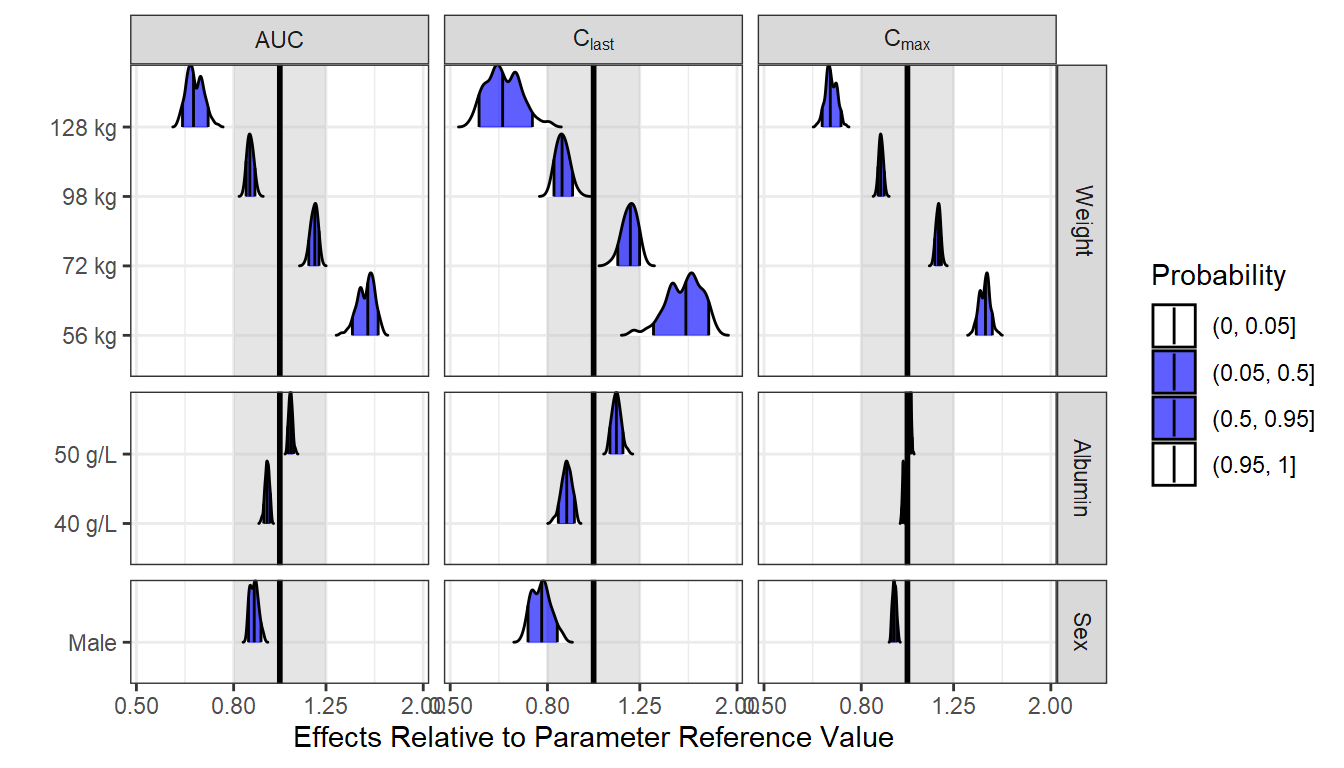 AUC
Clast
Cmax
128 kg
98 kg
72 kg
56 kg
Weight
50 g/L
40 g/L
Albumin
Male
Sex
0.50 0.80 1.25 2.00
0.50 0.80 1.25 2.00
0.50 0.80 1.25 2.00
Effects Relative to Parameter Reference Value
Probability
(0, 0.05]
(0.05, 0.5]
(0.5, 0.95]
(0.95, 1]